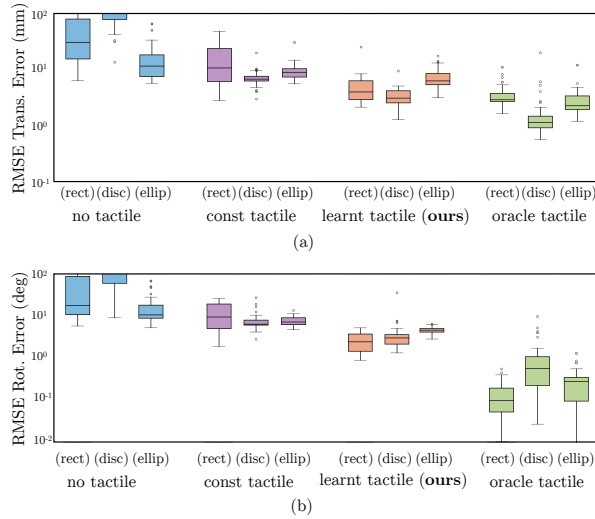 RMSE Trans. Error (mm)
10²
10¹
10⁰
10⁻¹
(rect) (disc) (ellip) (rect) (disc) (ellip) (rect) (disc) (ellip) (rect) (disc) (ellip)
no tactile const tactile learnt tactile (ours) oracle tactile
(a)
RMSE Rot. Error (deg)
10²
10¹
10⁰
10⁻¹
10⁻²
(rect) (disc) (ellip) (rect) (disc) (ellip) (rect) (disc) (ellip) (rect) (disc) (ellip)
no tactile const tactile learnt tactile (ours) oracle tactile
(b)